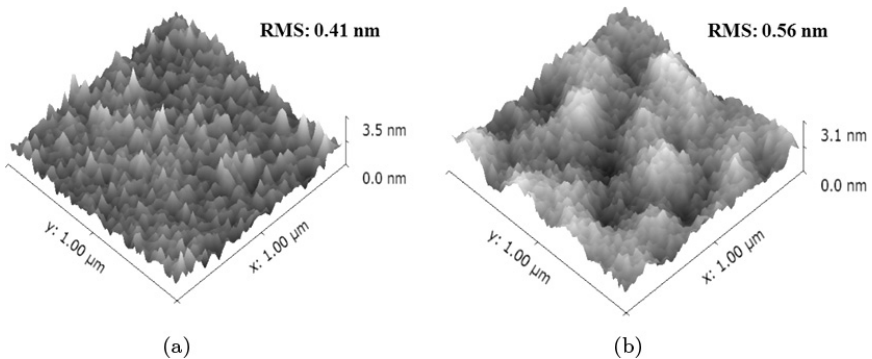 RMS: 0.41 nm
3.5 nm
0.0 nm
y: 1.00 µm
x: 1.00 µm
(a)
RMS: 0.56 nm
3.1 nm
0.0 nm
y: 1.00 µm
x: 1.00 µm
(b)